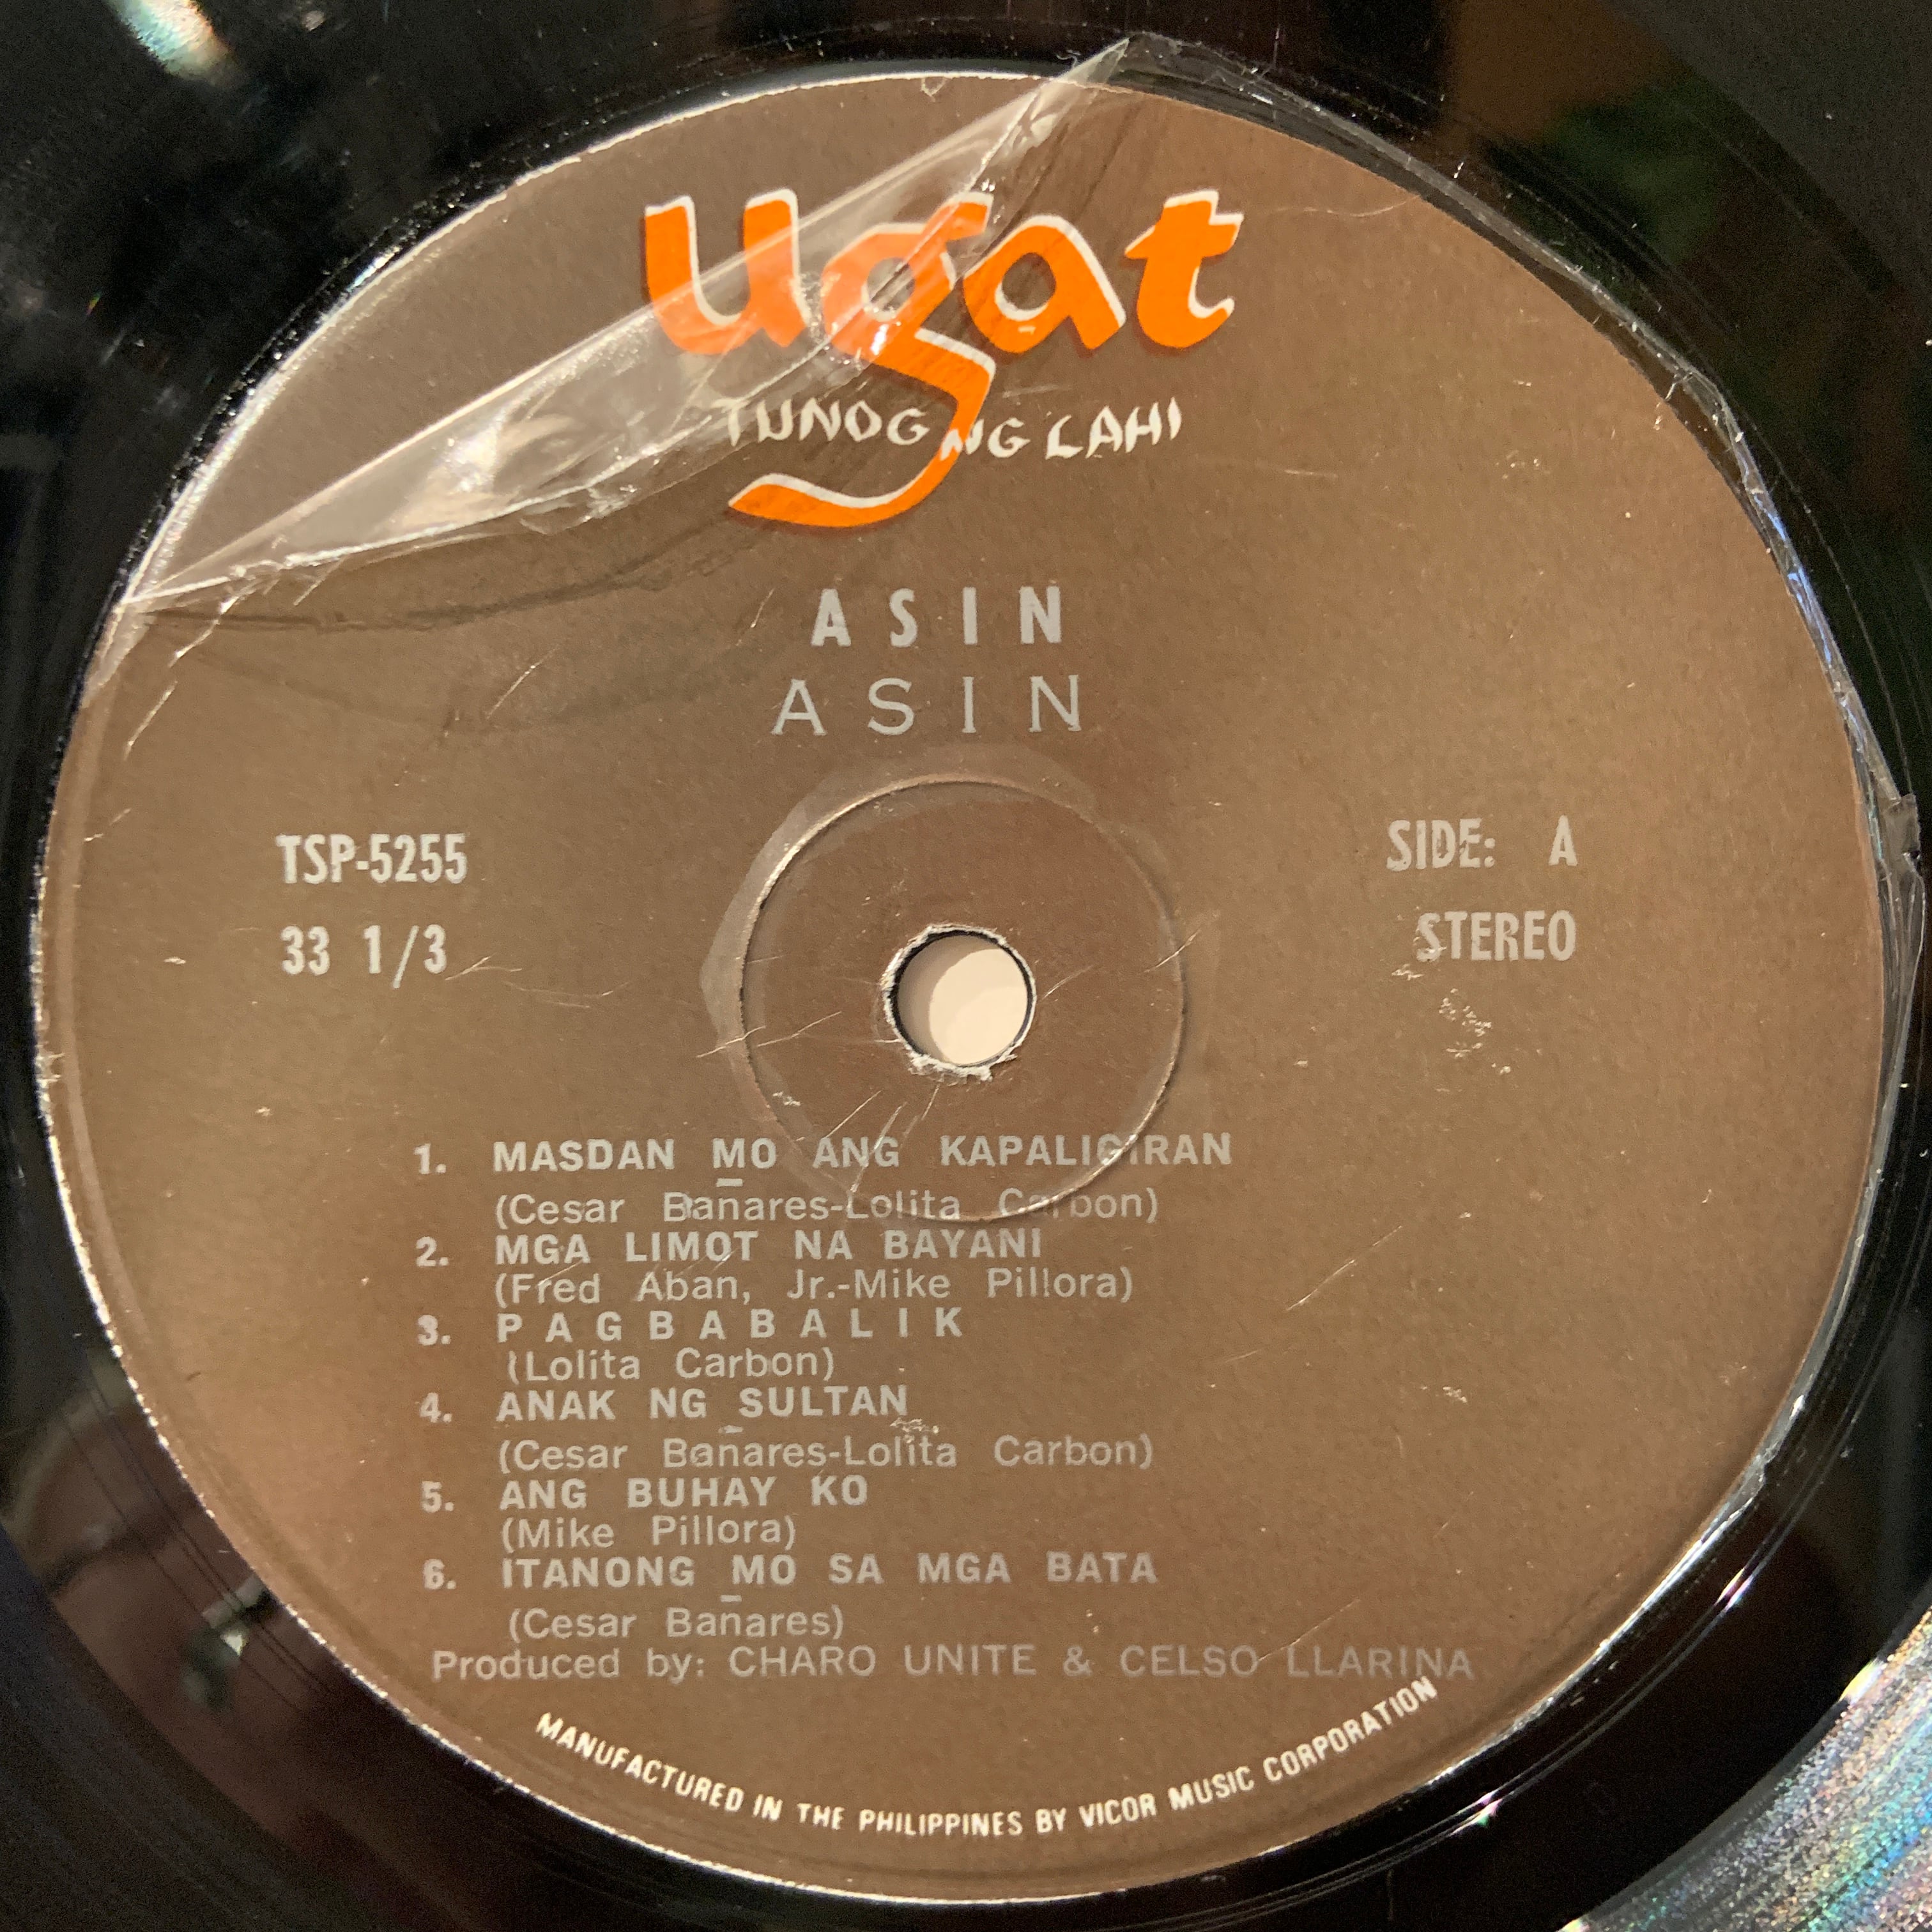 ugat
TUNOG NG LAHI
ASIN
ASIN
TSP-5255
33 1/3
SIDE: A
STEREO
1. MASDAN MO ANG KAPALIGIRAN
(Cesar Bañares-Lolita Carbon)
2. MGA LIMOT NA BAYANI
(Fred Aban, Jr.-Mike Pillora)
3. PAGBABALIK
(Lolita Carbon)
4. ANAK NG SULTAN
(Cesar Bañares-Lolita Carbon)
5. ANG BUHAY KO
(Mike Pillora)
6. ITANONG MO SA MGA BATA
(Cesar Bañares)
Produced by: CHARO UNITE & CELSO LLARINA
MANUFACTURED IN THE PHILIPPINES BY VICOR MUSIC CORPORATION